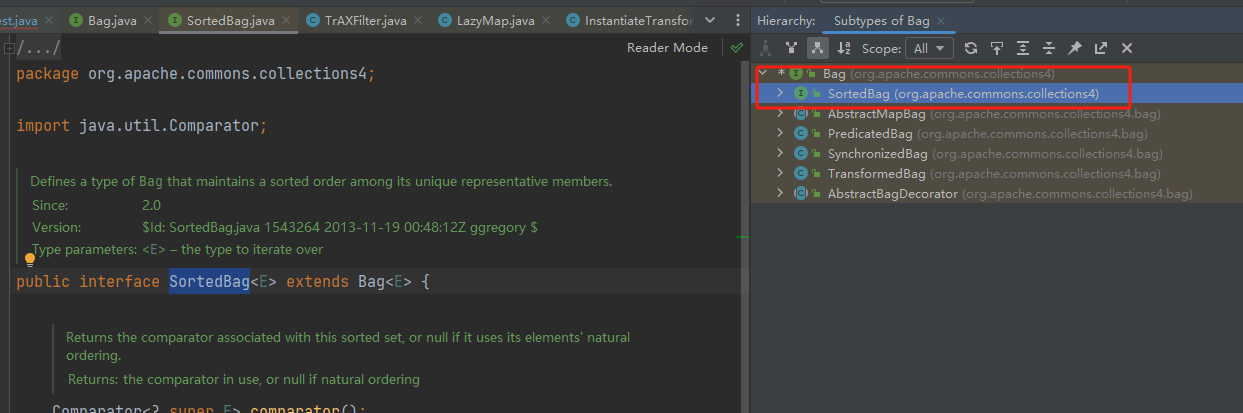 est.java × Bag.java × SortedBag.java × TrAXFilter.java × LazyMap.java × InstantiateTransfor
Hierarchy: Subtypes of Bag ×
/.../
Reader Mode
Scope: All
package org.apache.commons.collections4;
import java.util.Comparator;
Defines a type of Bag that maintains a sorted order among its unique representative members.
Since: 2.0
Version: $Id: SortedBag.java 1543264 2013-11-19 00:48:12Z ggregory $
Type parameters: <E> – the type to iterate over
public interface SortedBag<E> extends Bag<E> {
Returns the comparator associated with this sorted set, or null if it uses its elements' natural
ordering.
Returns: the comparator in use, or null if natural ordering
Comparator<? super E> comparator();
* Bag (org.apache.commons.collections4)
SortedBag (org.apache.commons.collections4)
AbstractMapBag (org.apache.commons.collections4.bag)
PredicatedBag (org.apache.commons.collections4.bag)
SynchronizedBag (org.apache.commons.collections4.bag)
TransformedBag (org.apache.commons.collections4.bag)
AbstractBagDecorator (org.apache.commons.collections4.bag)